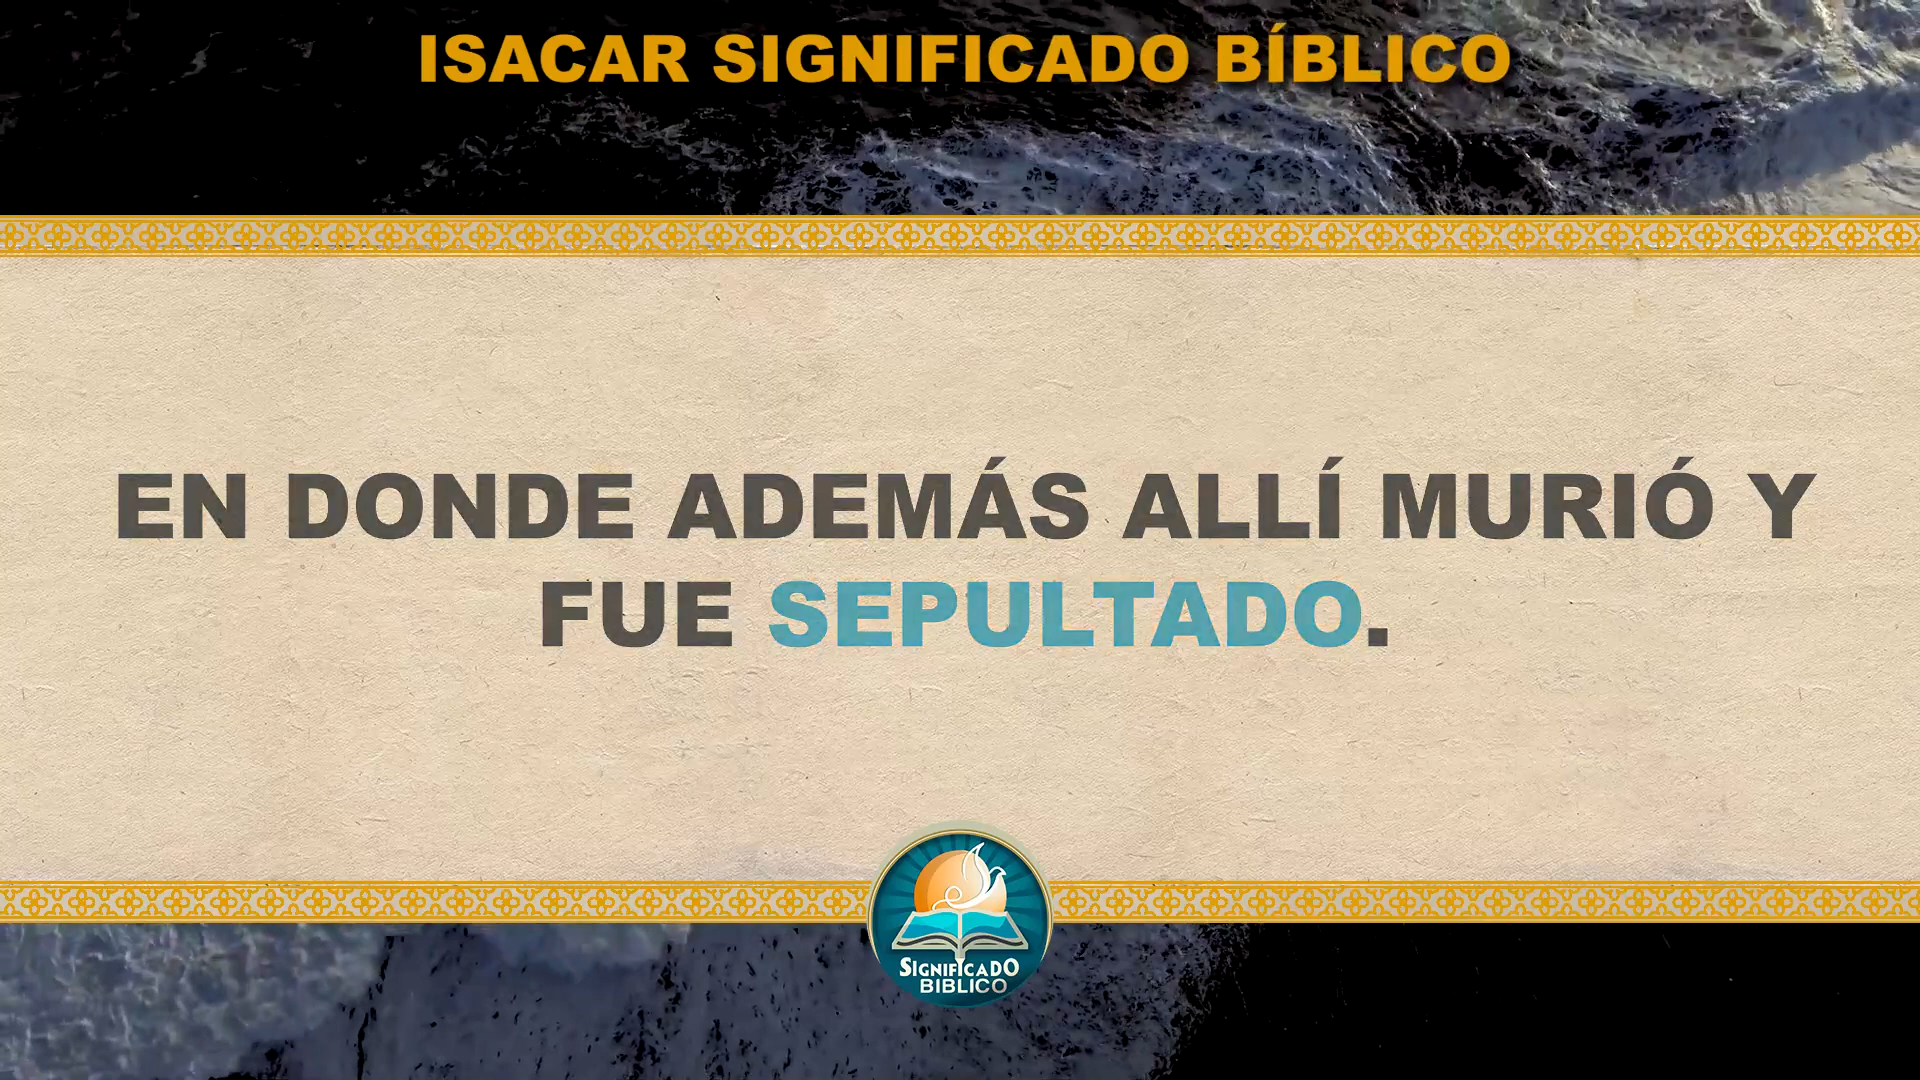 ISACAR SIGNIFICADO BÍBLICO
EN DONDE ADEMÁS ALLÍ MURIÓ Y
FUE SEPULTADO.
SIGNIFICADO
BIBLICO